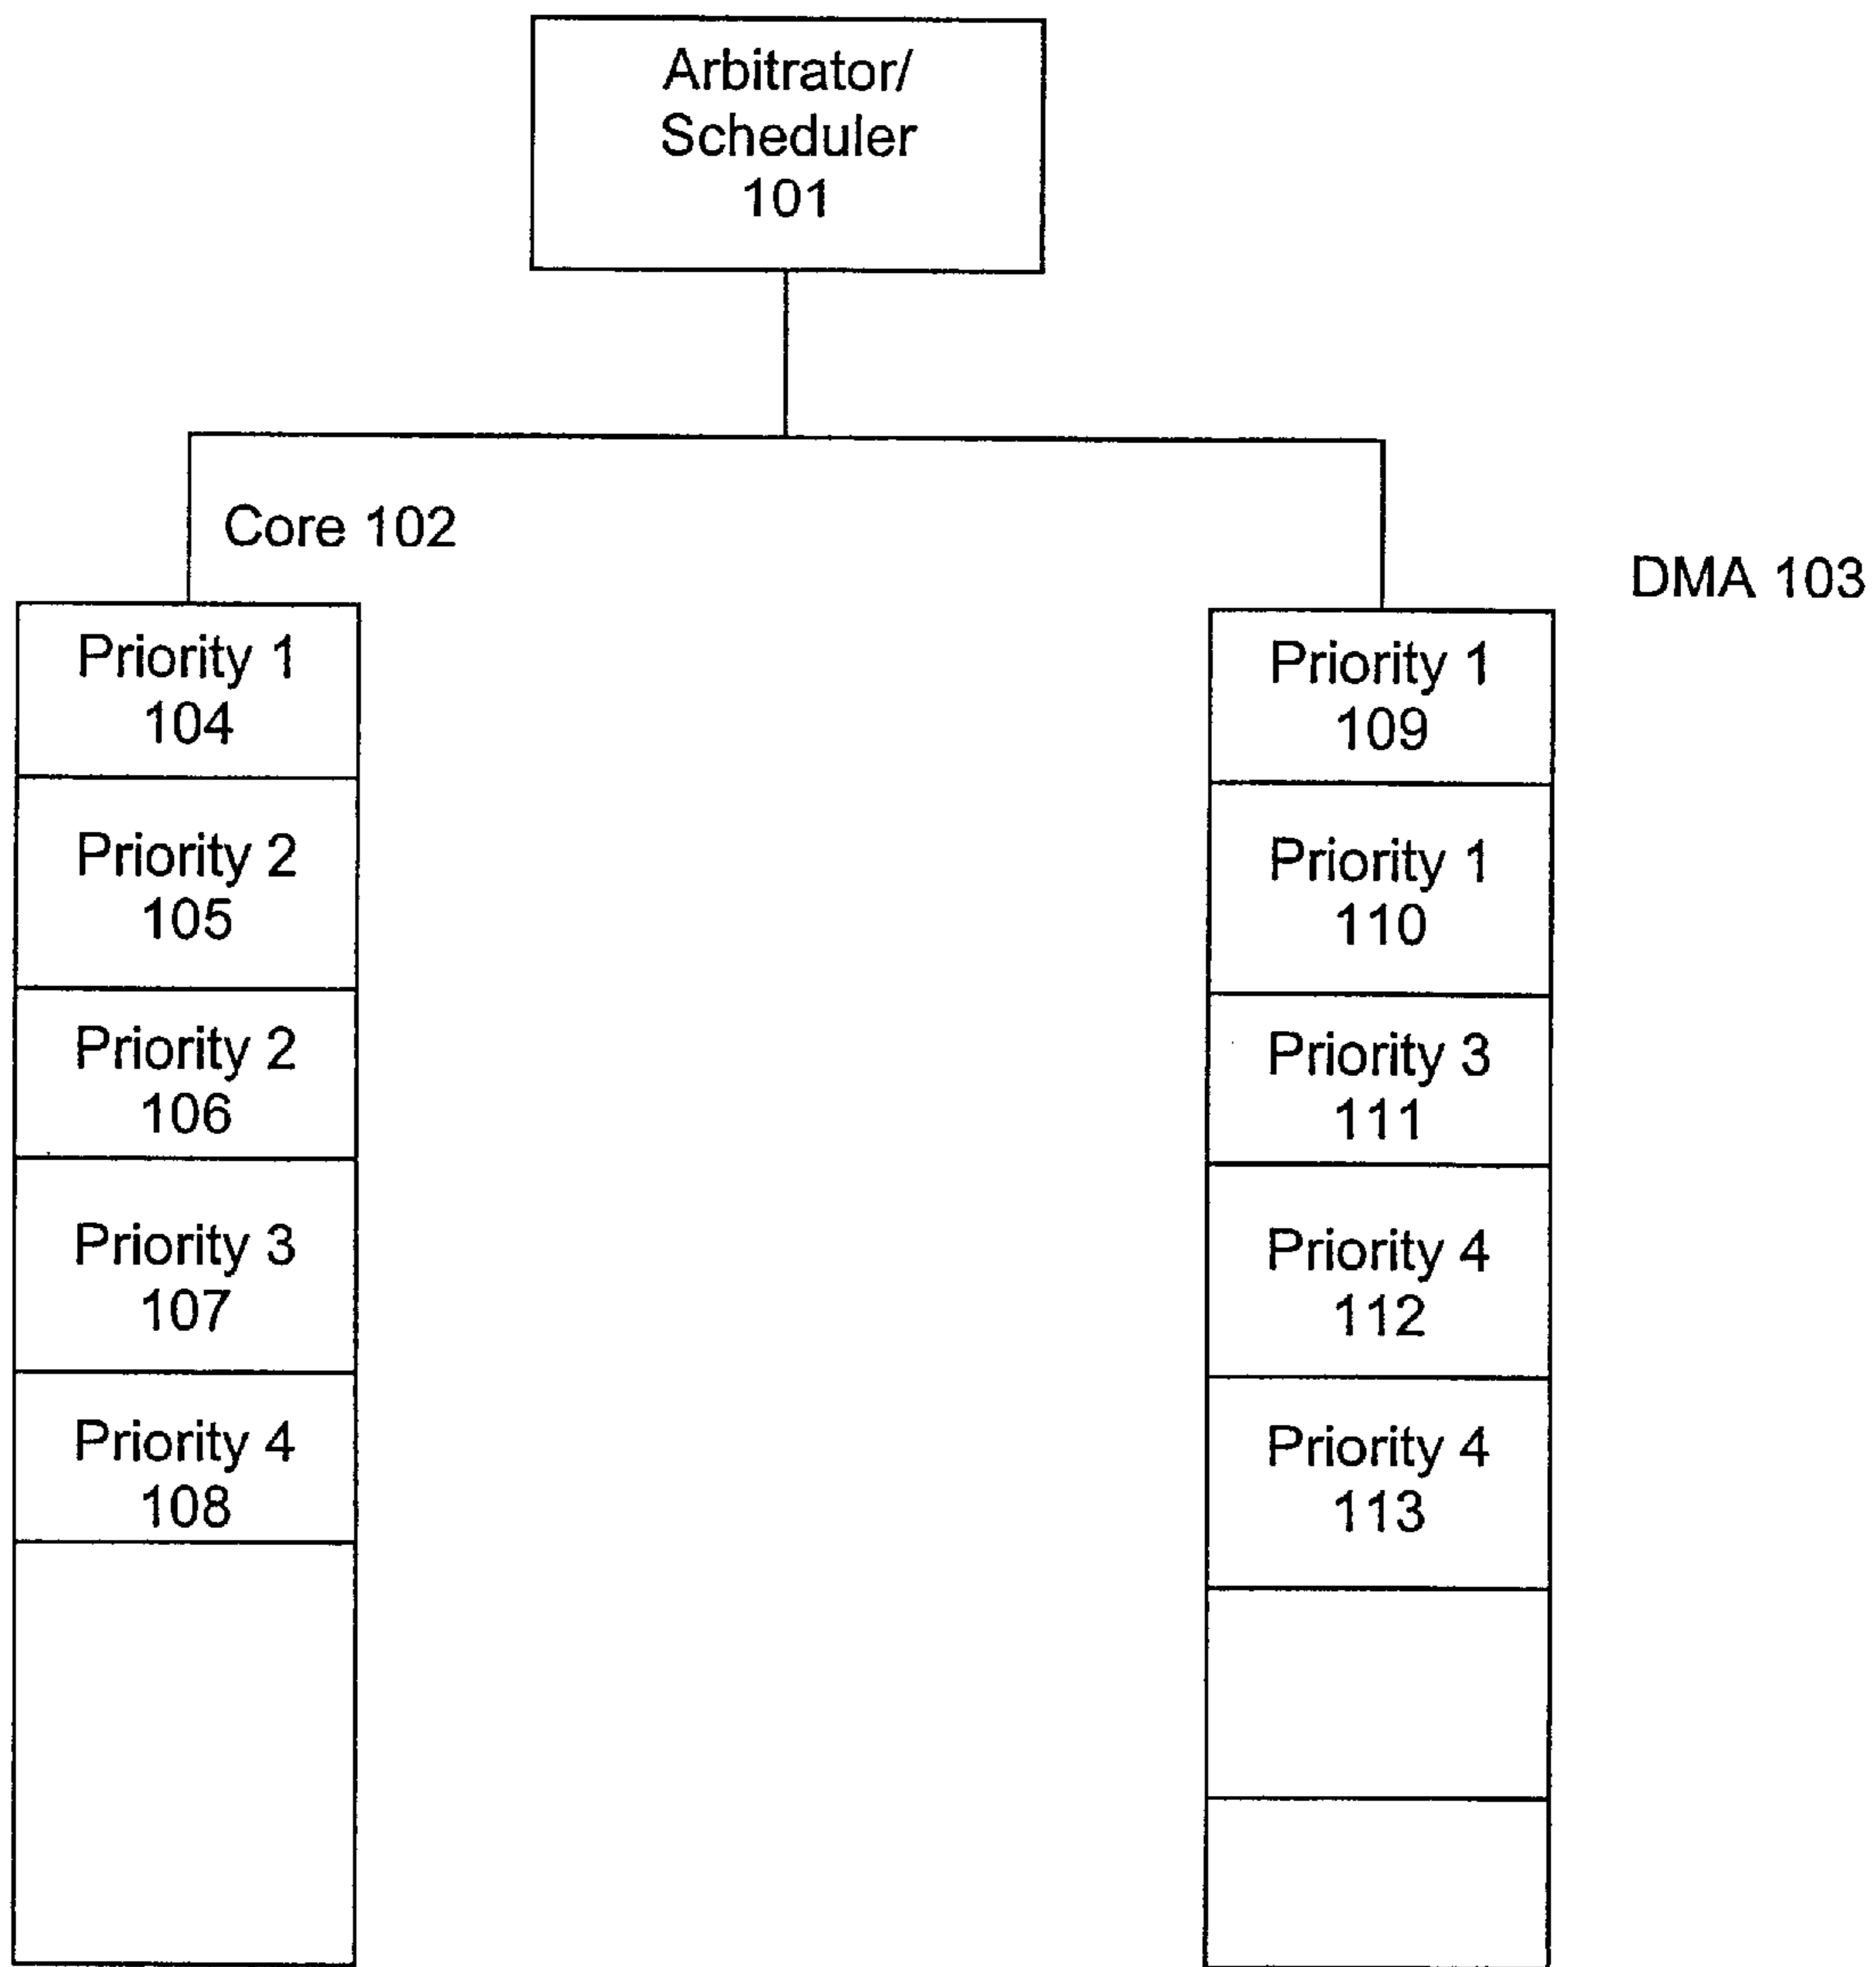 Arbitrator/
Scheduler
101
Core 102
DMA 103
Priority 1
104
Priority 2
105
Priority 2
106
Priority 3
107
Priority 4
108
Priority 1
109
Priority 1
110
Priority 3
111
Priority 4
112
Priority 4
113